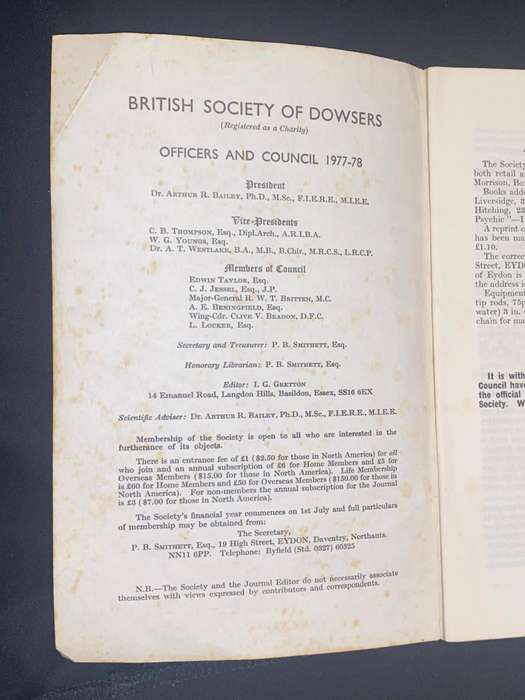 BRITISH SOCIETY OF DOWSERS
(Registered as a Charity)
OFFICERS AND COUNCIL 1977-78
President
Dr. ARTHUR R. BAILEY, Ph.D., M.Sc., F.I.E.R.E., M.I.E.E.
Vice-Presidents
C. B. THOMPSON, Esq., Dipl.Arch., A.R.I.B.A.
W. G. YOUNGS, Esq.
Dr. A. T. WESTLAKE, B.A., M.B., B.Chir., M.R.C.S., L.R.C.P.
Members of Council
EDWIN TAYLOR, Esq.
C. J. JESSEL, Esq., J.P.
Major-General R. W. T. BRITTEN, M.C.
A. E. BENINGFIELD, Esq.
Wing-Cdr. CLIVE V. BEADON, D.F.C.
L. LOCKER, Esq.
Secretary and Treasurer: P. B. SMITHETT, Esq.
Honorary Librarian: P. B. SMITHETT, Esq.
Editor: I. G. GRETTON
14 Emanuel Road, Langdon Hills, Basildon, Essex, SS16 6EX
Scientific Adviser: Dr. ARTHUR R. BAILEY, Ph.D., M.Sc., F.I.E.R.E., M.I.E.E.
Membership of the Society is open to all who are interested in the
furtherance of its objects.
There is an entrance fee of £1 ($2.50 for those in North America) for all
who join and an annual subscription of £6 for Home Members and £5 for
Overseas Members ($15.00 for those in North America). Life Membership
is £60 for Home Members and £50 for Overseas Members ($150.00 for those in
North America). For non-members the annual subscription for the Journal
is £3 ($7.00 for those in North America).
The Society's financial year commences on 1st July and full particulars
of membership may be obtained from:
The Secretary,
P. B. SMITHETT, Esq., 19 High Street, EYDON, Daventry, Northants.
NN11 6PP. Telephone: Byfield (Std. 0327) 60525
N.B.—The Society and the Journal Editor do not necessarily associate
themselves with views expressed by contributors and correspondents.
The Society
both retail a
Morrison, Bo
Books adde
Liversidge, 3
Hitching, 23
Psychic"—1
A reprint o
has been ma
£1.10.
The correc
Street, EYDO
of Eydon is
the address i
Equipment
tip rods, 75p
water) 3 in.
chain for ma
It is with
Council have
the official
Society. W